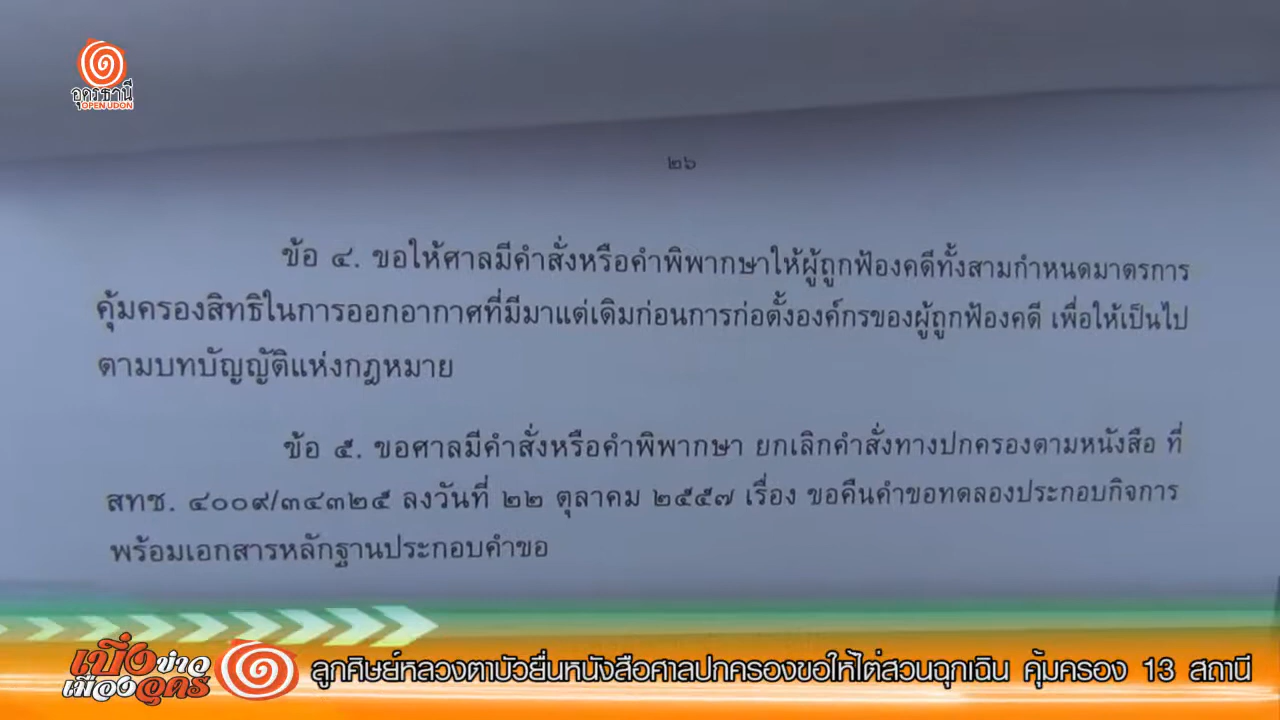 อุดรธานี
OPEN UDON
๒๖
ข้อ ๔. ขอให้ศาลมีคำสั่งหรือคำพิพากษาให้ผู้ถูกฟ้องคดีทั้งสามกำหนดมาตรการ
คุ้มครองสิทธิในการออกอากาศที่มีมาแต่เดิมก่อนการก่อตั้งองค์กรของผู้ถูกฟ้องคดี เพื่อให้เป็นไป
ตามบทบัญญัติแห่งกฎหมาย
ข้อ ๕. ขอศาลมีคำสั่งหรือคำพิพากษา ยกเลิกคำสั่งทางปกครองตามหนังสือ ที่
สทช. ๔๐๐๙/๓๔๓๒๕ ลงวันที่ ๒๒ ตุลาคม ๒๕๕๗ เรื่อง ขอคืนคำขอทดลองประกอบกิจการ
พร้อมเอกสารหลักฐานประกอบคำขอ
เบิ่งข่าว
เมืองอุดร
ลูกศิษย์หลวงตาบัวยื่นหนังสือศาลปกครองขอให้ไต่สวนฉุกเฉิน คุ้มครอง 13 สถานี